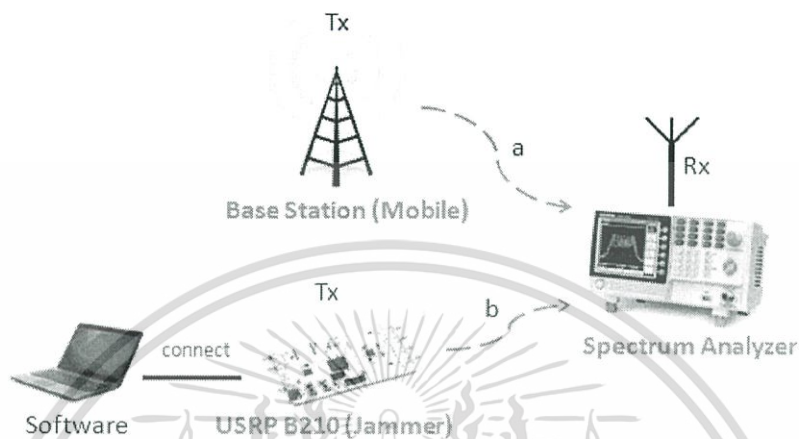 Tx
a
Rx
Base Station (Mobile)
Tx
b
Spectrum Analyzer
connect
Software
USRP B210 (Jammer)